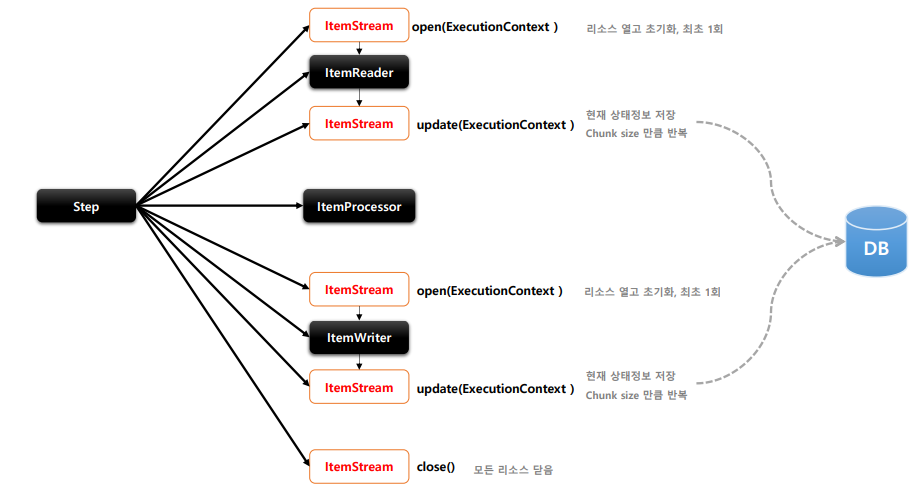 ItemStream open(ExecutionContext ) 리소스 열고 초기화, 최초 1회
ItemReader
ItemStream update(ExecutionContext ) 현재 상태정보 저장
Chunk size 만큼 반복
Step
ItemProcessor
DB
ItemStream open(ExecutionContext ) 리소스 열고 초기화, 최초 1회
ItemWriter
ItemStream update(ExecutionContext ) 현재 상태정보 저장
Chunk size 만큼 반복
ItemStream close() 모든 리소스 닫음